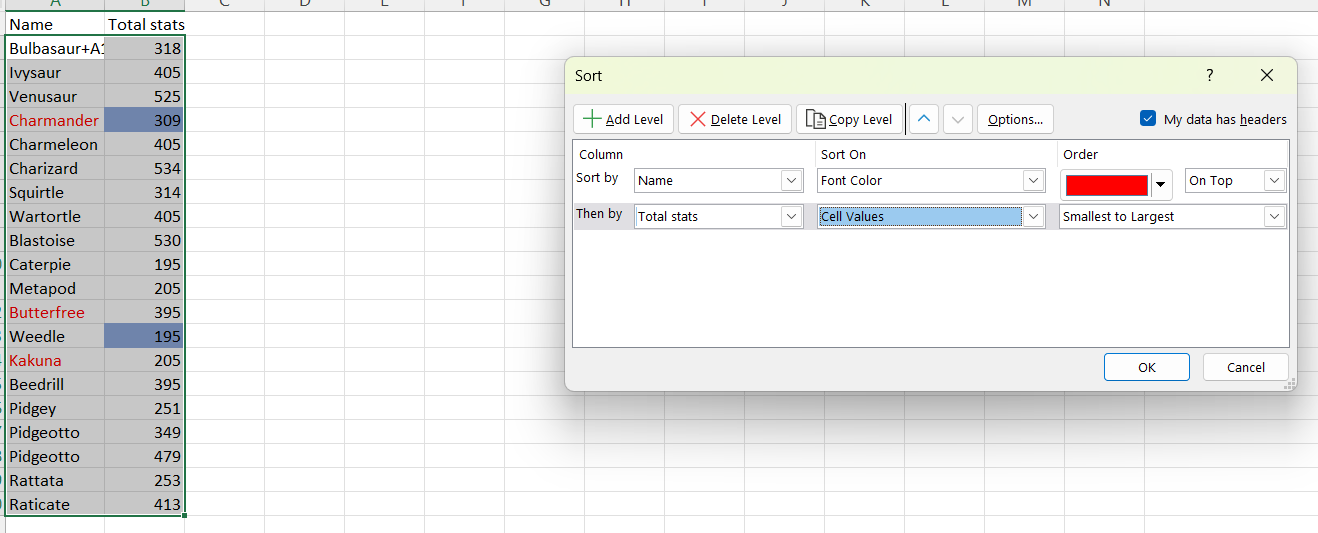 A B C D E F G H I J K L M N
Name Total stats
Bulbasaur+A1 318
Ivysaur 405
Venusaur 525
Charmander 309
Charmeleon 405
Charizard 534
Squirtle 314
Wartortle 405
Blastoise 530
Caterpie 195
Metapod 205
Butterfree 395
Weedle 195
Kakuna 205
Beedrill 395
Pidgey 251
Pidgeotto 349
Pidgeotto 479
Rattata 253
Raticate 413
Sort ?
Add Level Delete Level Copy Level Options... My data has headers
Column Sort On Order
Sort by Name Font Color On Top
Then by Total stats Cell Values Smallest to Largest
OK Cancel